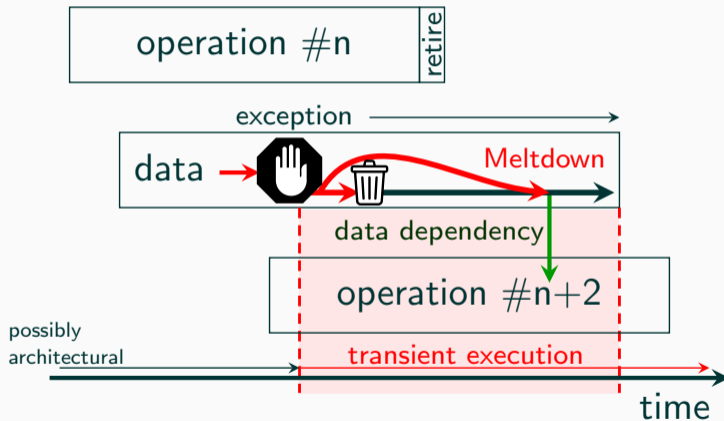 operation #n
retire
exception
data
Meltdown
data dependency
operation #n+2
possibly
architectural
transient execution
time